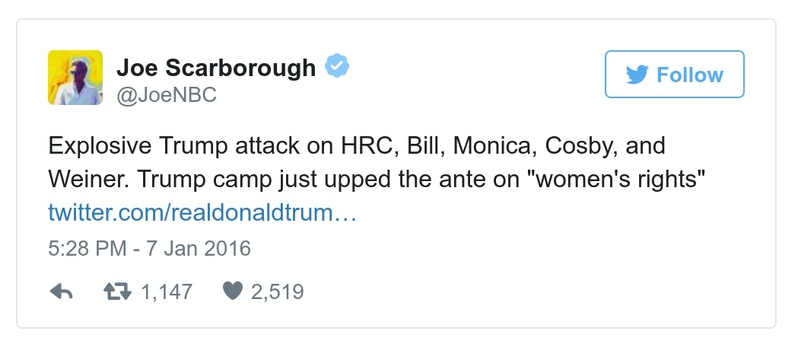 Joe Scarborough
@JoeNBC
Follow
Explosive Trump attack on HRC, Bill, Monica, Cosby, and
Weiner. Trump camp just upped the ante on "women's rights"
twitter.com/realdonaldtrum…
5:28 PM - 7 Jan 2016
1,147 2,519